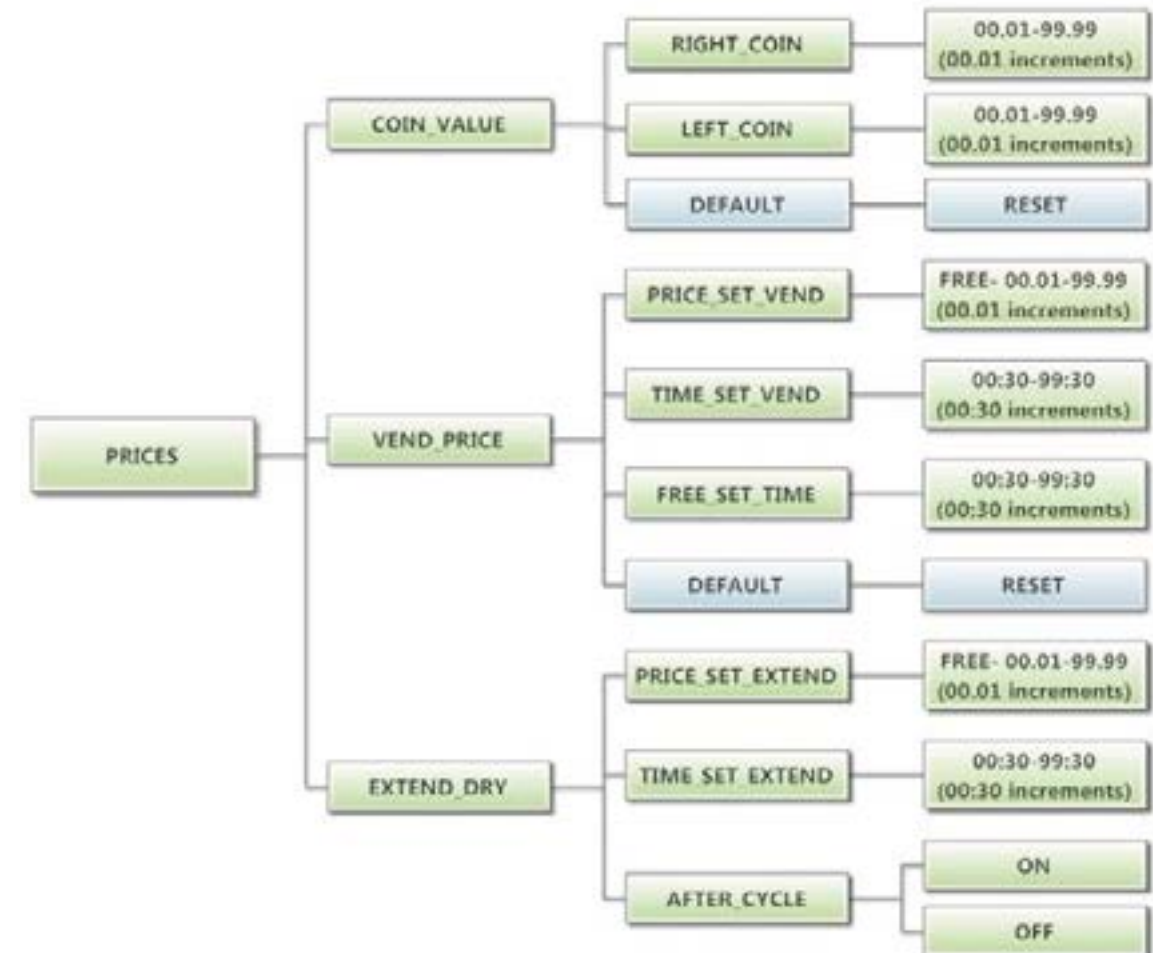 PRICES
COIN_VALUE
RIGHT_COIN
00.01-99.99
(00.01 increments)
LEFT_COIN
00.01-99.99
(00.01 increments)
DEFAULT
RESET
VEND_PRICE
PRICE_SET_VEND
FREE- 00.01-99.99
(00.01 increments)
TIME_SET_VEND
00:30-99:30
(00:30 increments)
FREE_SET_TIME
00:30-99:30
(00:30 increments)
DEFAULT
RESET
EXTEND_DRY
PRICE_SET_EXTEND
FREE- 00.01-99.99
(00.01 increments)
TIME_SET_EXTEND
00:30-99:30
(00:30 increments)
AFTER_CYCLE
ON
OFF